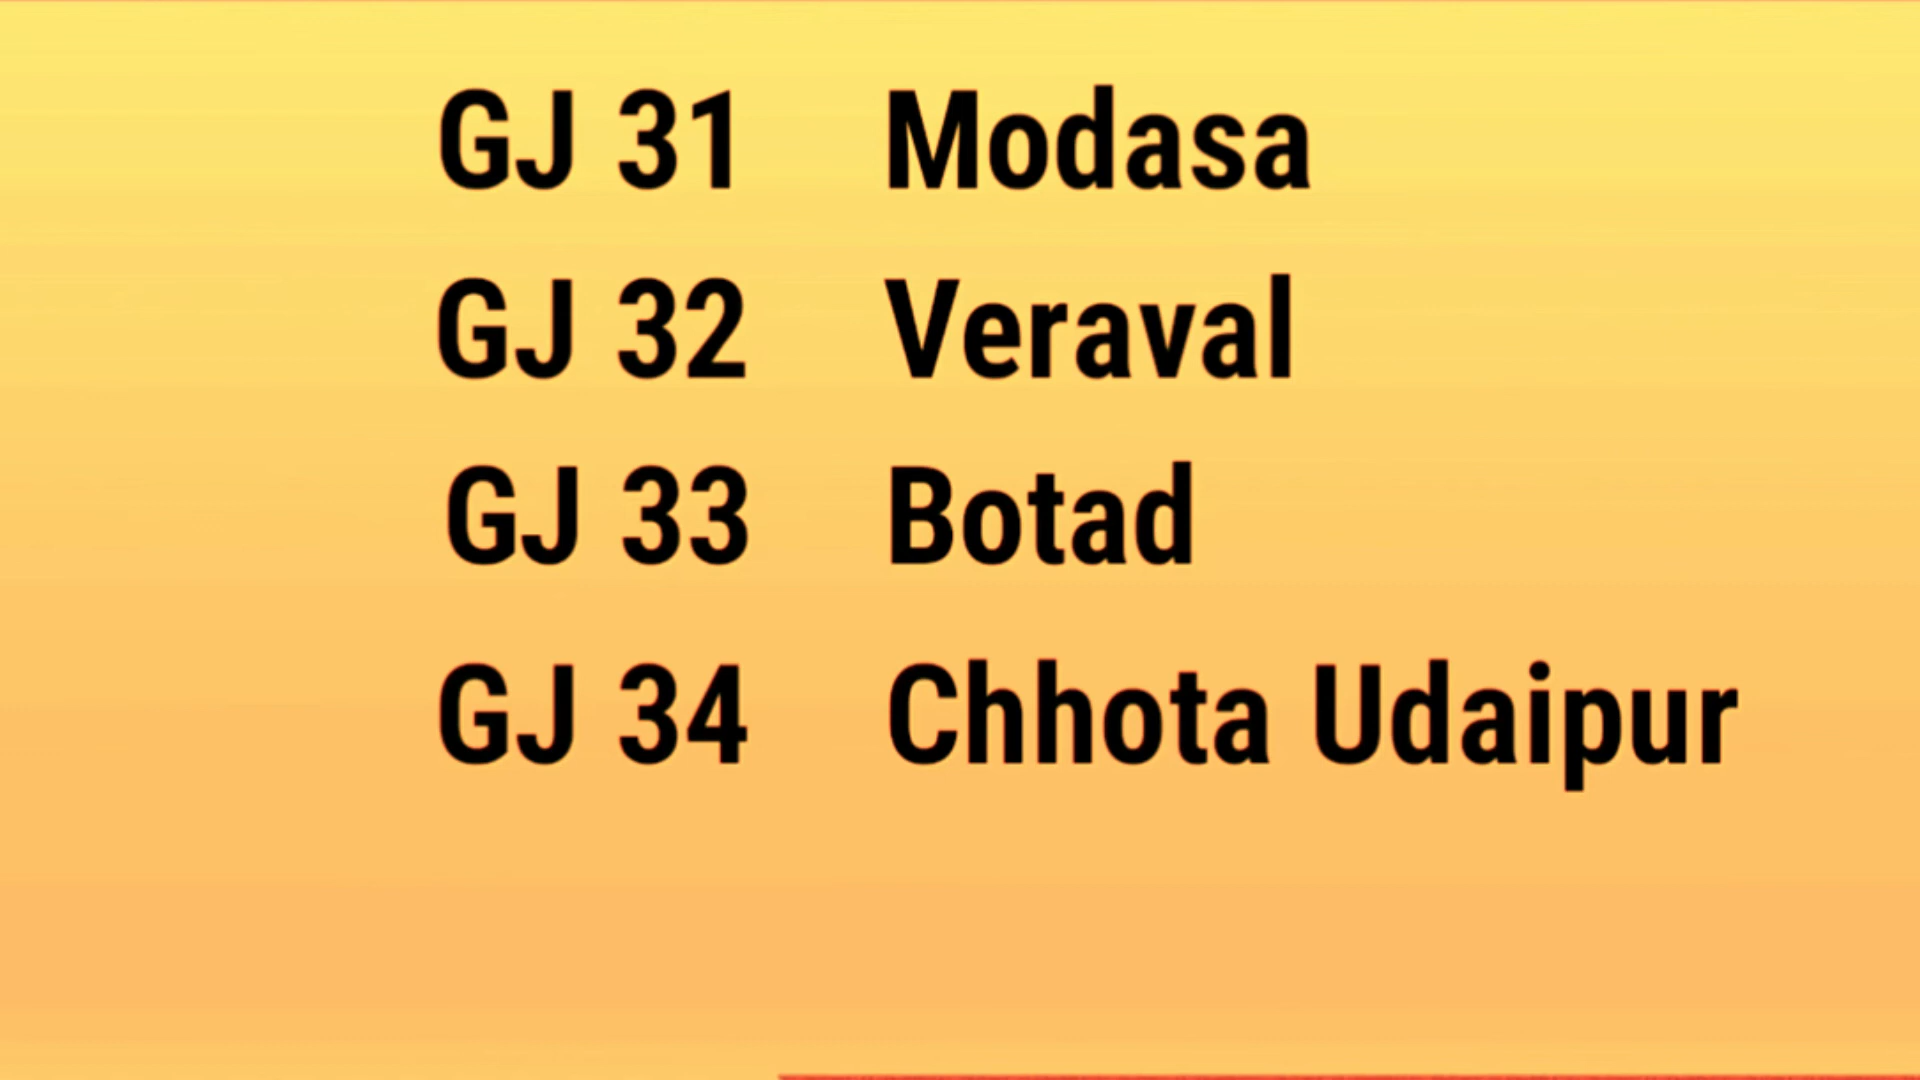 GJ 31 Modasa
GJ 32 Veraval
GJ 33 Botad
GJ 34 Chhota Udaipur